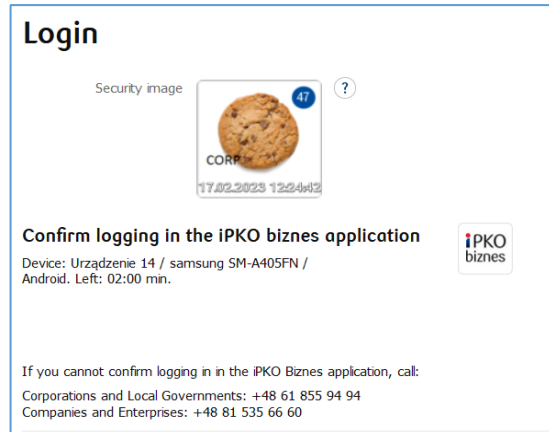 Login
Security image
47
?
CORP
17.02.2023 12:24:42
Confirm logging in the iPKO biznes application
iPKO
biznes
Device: Urządzenie 14 / samsung SM-A405FN /
Android. Left: 02:00 min.
If you cannot confirm logging in in the iPKO Biznes application, call:
Corporations and Local Governments: +48 61 855 94 94
Companies and Enterprises: +48 81 535 66 60